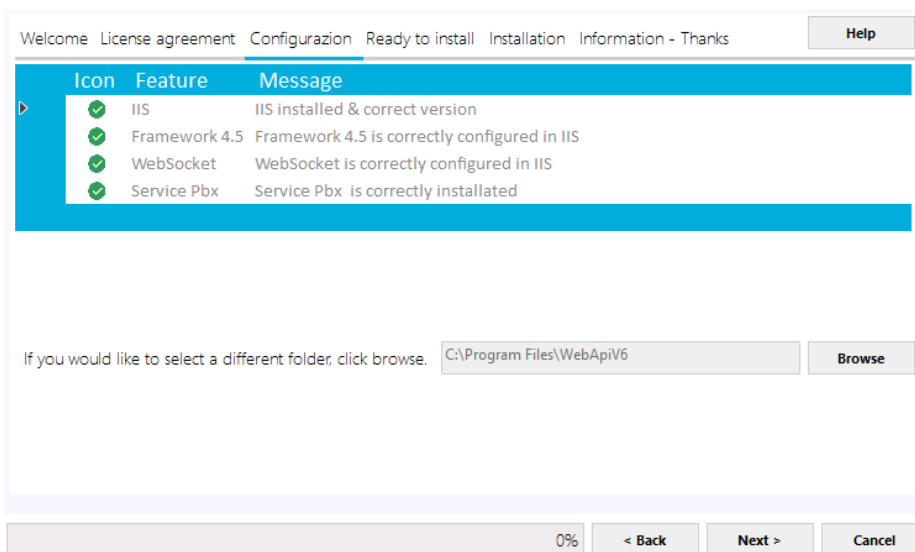 Welcome License agreement Configurazion Ready to install Installation Information - Thanks Help
Icon Feature Message
IIS IIS installed & correct version
Framework 4.5 Framework 4.5 is correctly configured in IIS
WebSocket WebSocket is correctly configured in IIS
Service Pbx Service Pbx is correctly installated
If you would like to select a different folder, click browse. C:\Program Files\WebApiV6 Browse
0% < Back Next > Cancel